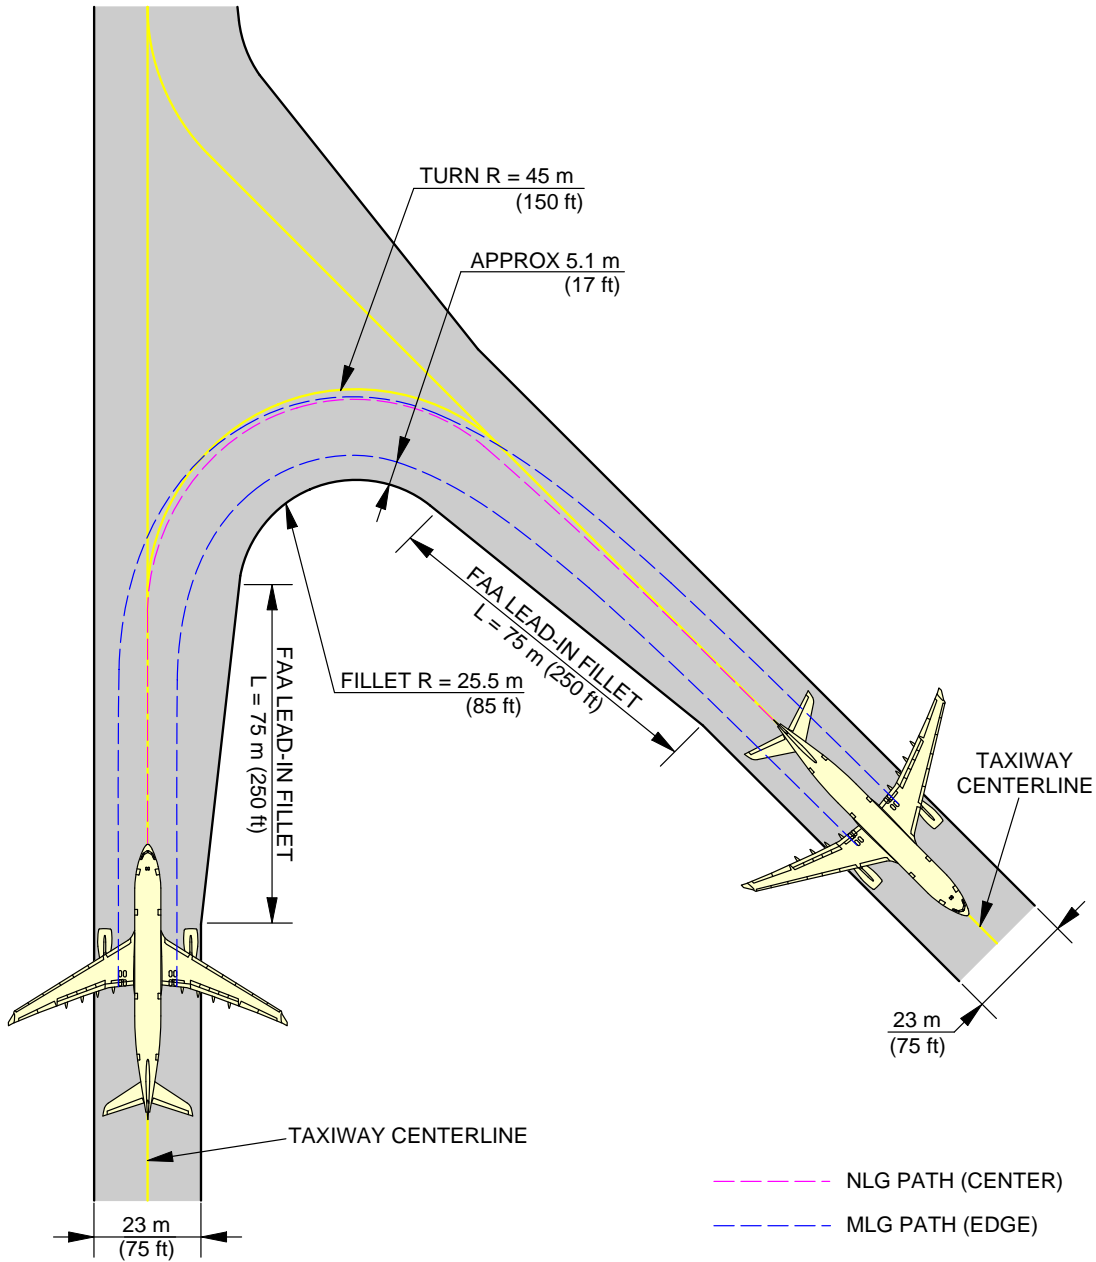 TURN R = 45 m
(150 ft)
APPROX 5.1 m
(17 ft)
FAA LEAD-IN FILLET
L = 75 m (250 ft)
FILLET R = 25.5 m
(85 ft)
FAA LEAD-IN FILLET
L = 75 m (250 ft)
TAXIWAY
CENTERLINE
23 m
(75 ft)
TAXIWAY CENTERLINE
NLG PATH (CENTER)
MLG PATH (EDGE)
23 m
(75 ft)